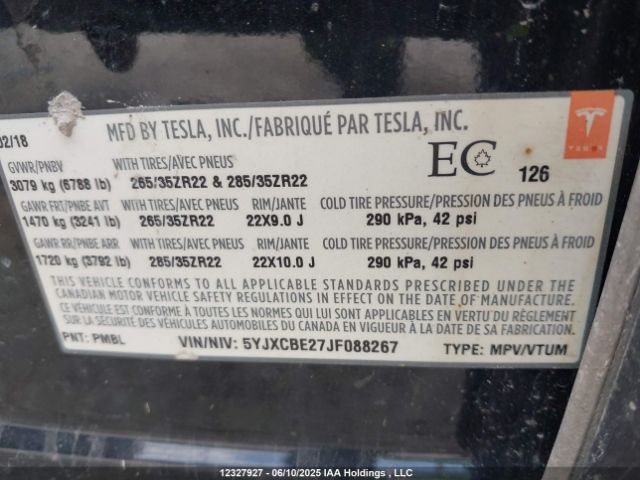 02/18
MFD BY TESLA, INC./FABRIQUÉ PAR TESLA, INC.
TESLA
GVWR/PNBV WITH TIRES/AVEC PNEUS
EC 126
3079 kg (6788 lb) 265/35ZR22 & 285/35ZR22
GAWR FRT/PNBE AVT WITH TIRES/AVEC PNEUS RIM/JANTE COLD TIRE PRESSURE/PRESSION DES PNEUS À FROID
1470 kg (3241 lb) 265/35ZR22 22X9.0 J 290 kPa, 42 psi
GAWR RR/PNBE ARR WITH TIRES/AVEC PNEUS RIM/JANTE COLD TIRE PRESSURE/PRESSION DES PNEUS À FROID
1720 kg (3792 lb) 285/35ZR22 22X10.0 J 290 kPa, 42 psi
THIS VEHICLE CONFORMS TO ALL APPLICABLE STANDARDS PRESCRIBED UNDER THE
CANADIAN MOTOR VEHICLE SAFETY REGULATIONS IN EFFECT ON THE DATE OF MANUFACTURE.
CE VÉHICULE EST CONFORME À TOUTES LES NORMES QUI LUI SONT APPLICABLES EN VERTU DU RÈGLEMENT
SUR LA SÉCURITÉ DES VÉHICULES AUTOMOBILES DU CANADA EN VIGUEUR À LA DATE DE SA FABRICATION.
PNT: PMBL VIN/NIV: 5YJXCBE27JF088267 TYPE: MPV/VTUM
12327927 - 06/10/2025 IAA Holdings , LLC